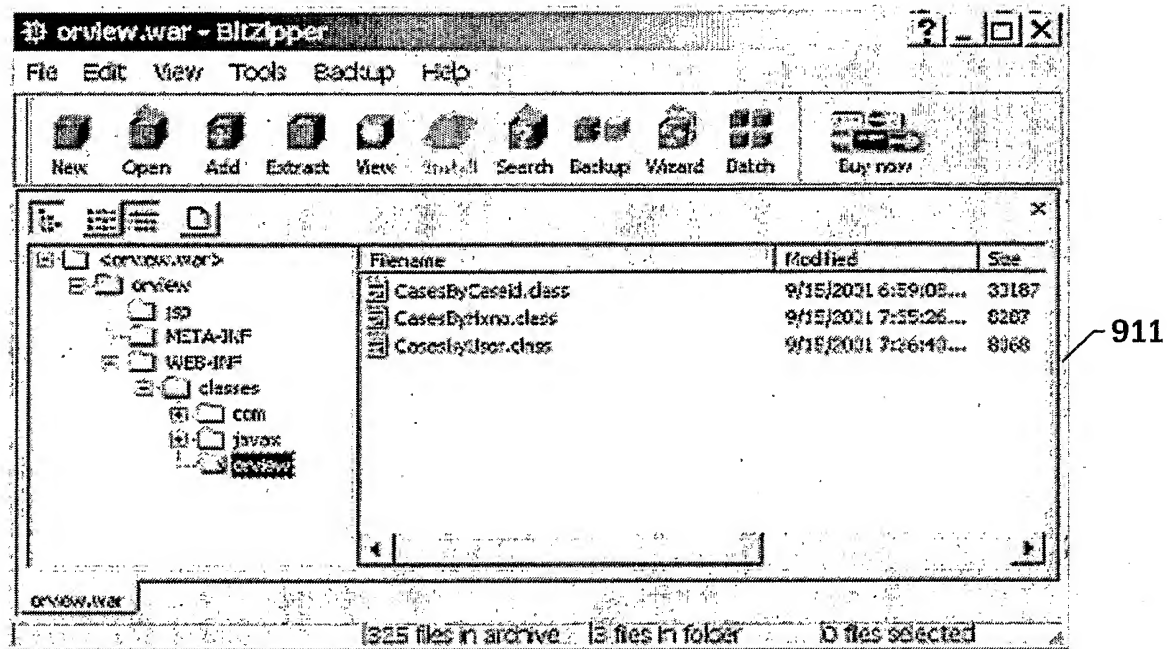 orview.war - BitZipper
File Edit View Tools Backup Help
New Open Add Extract View Install Search Backup Wizard Batch Buy now
<orview.war>
orview
jsp
META-INF
WEB-INF
classes
com
javax
orview
Filename Modified Size
CasesByCaseid.class 9/15/2001 6:59:08...
CasesByHxno.class 9/15/2001 7:55:26... 8287
CasesByUser.class 9/15/2001 7:36:40... 8068
911
orview.war
325 files in archive 3 files in folder 0 files selected